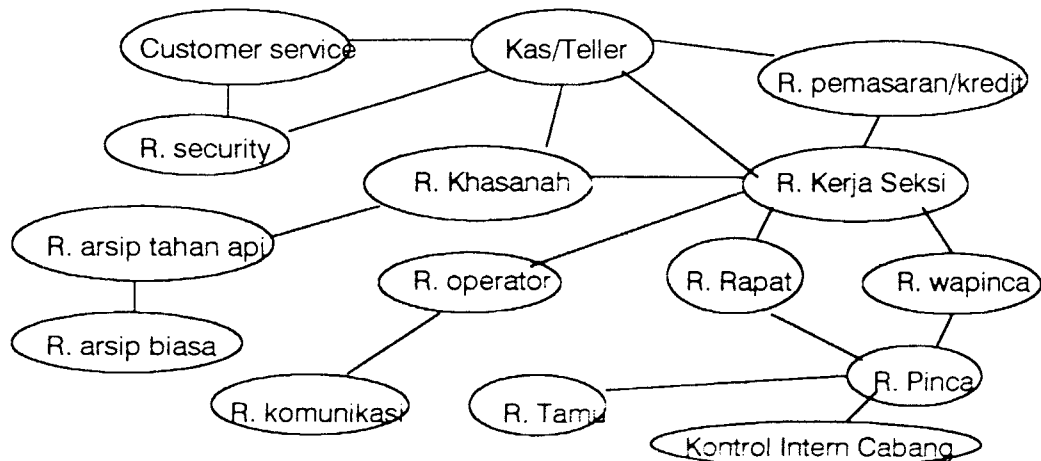 Customer service
Kas/Teller
R. pemasaran/kredit
R. security
R. Khasanah
R. Kerja Seksi
R. arsip tahan api
R. operator
R. Rapat
R. wapinca
R. arsip biasa
R. komunikasi
R. Tamu
R. Pinca
Kontrol Intern Cabang